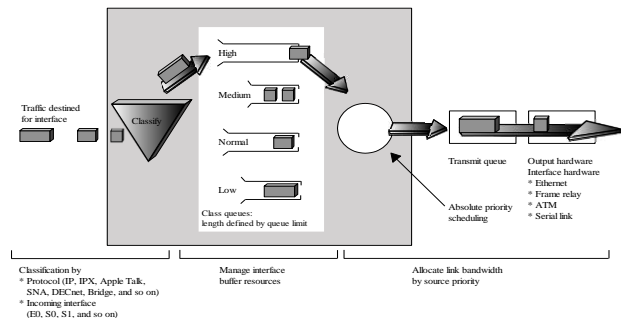 High
Traffic destined
for interface
Classify
Medium
Normal
Low
Class queues:
length defined by queue limit
Transmit queue
Output hardware
Interface hardware
* Ethernet
* Frame relay
* ATM
* Serial link
Absolute priority
scheduling
Classification by
* Protocol (IP, IPX, Apple Talk,
SNA, DECnet, Bridge, and so on)
* Incoming interface
(E0, S0, S1, and so on)
Manage interface
buffer resources
Allocate link bandwidth
by source priority